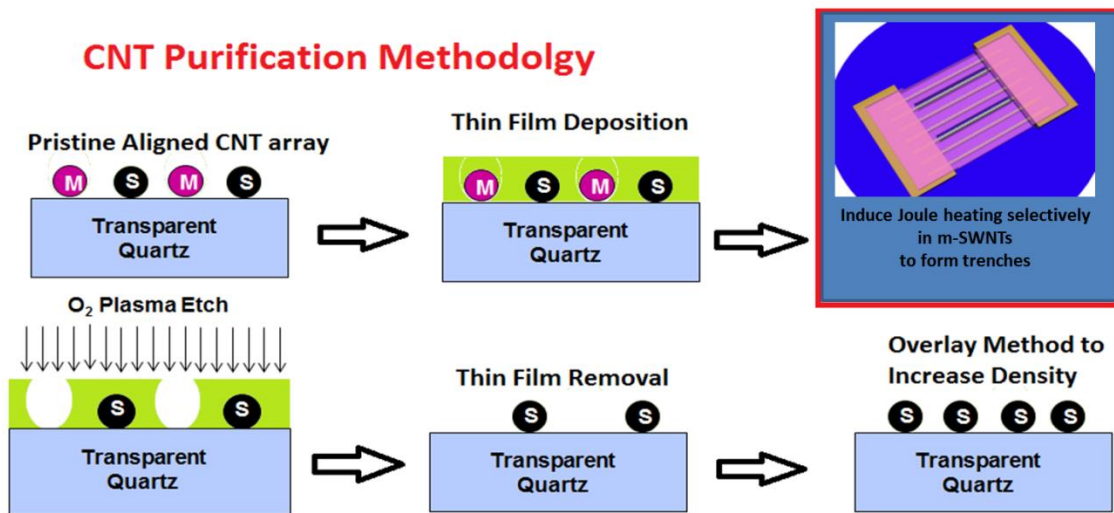 CNT Purification Methodolgy
Pristine Aligned CNT array
M S M S
Transparent
Quartz
Thin Film Deposition
M S M S
Transparent
Quartz
Induce Joule heating selectively
in m-SWNTs
to form trenches
O₂ Plasma Etch
S S
Transparent
Quartz
Thin Film Removal
S S
Transparent
Quartz
Overlay Method to
Increase Density
S S S S
Transparent
Quartz